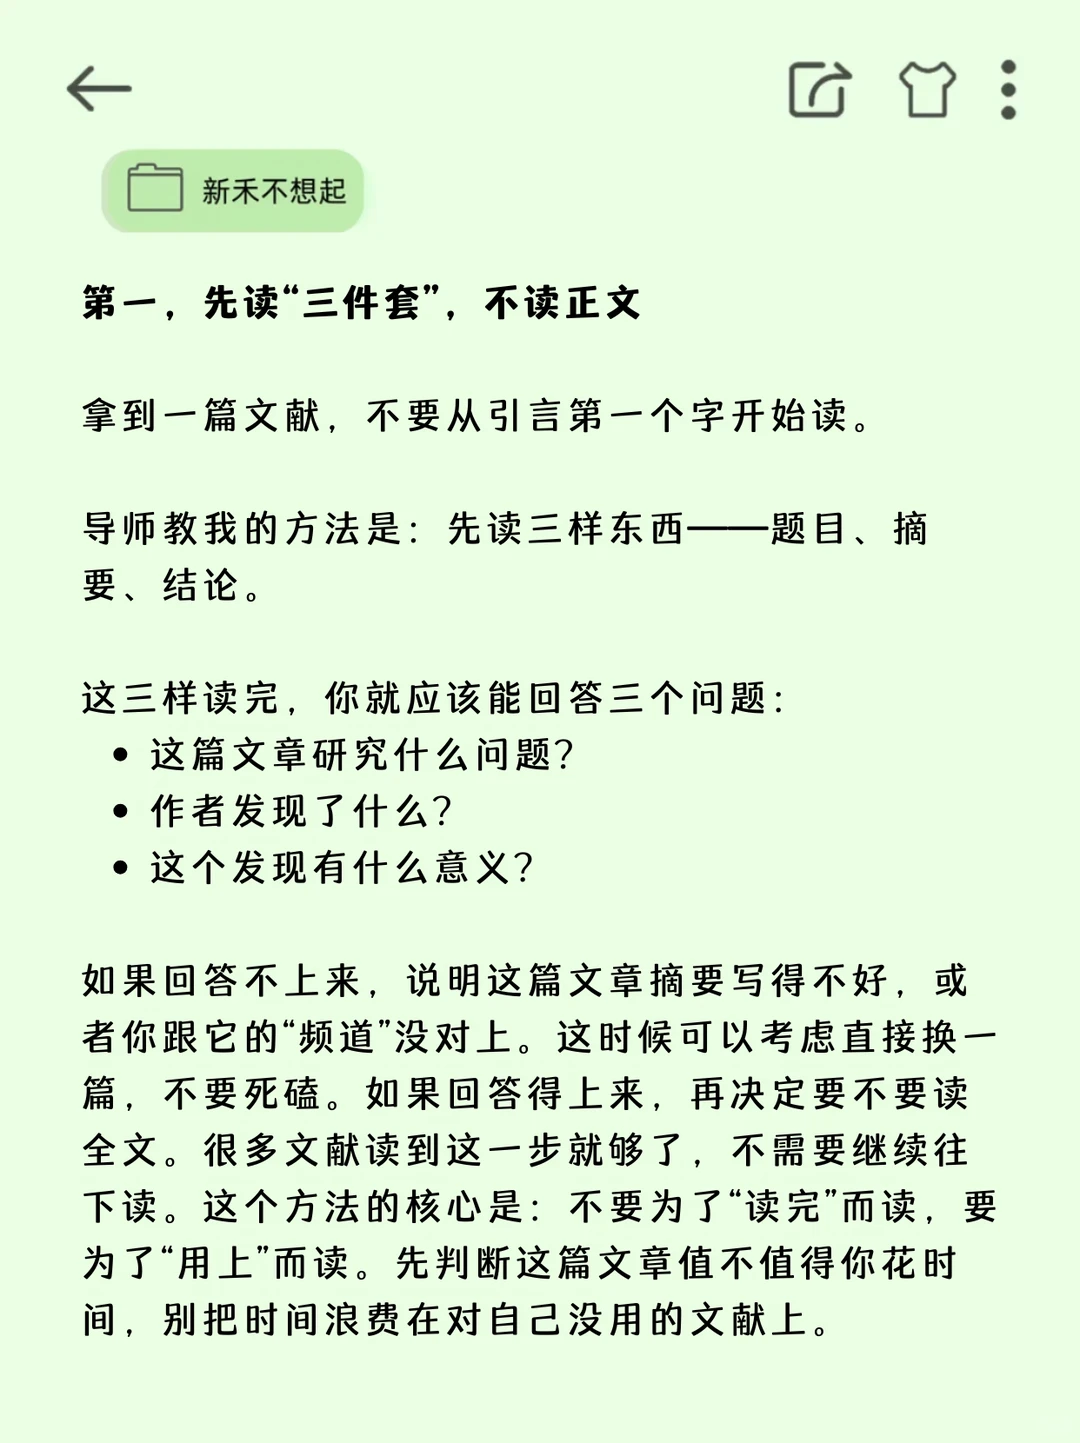 新禾不想起
第一，先读“三件套”，不读正文
拿到一篇文献，不要从引言第一个字开始读。
导师教我的方法是：先读三样东西——题目、摘
要、结论。
这三样读完，你就应该能回答三个问题：
• 这篇文章研究什么问题？
• 作者发现了什么？
• 这个发现有什么意义？
如果回答不上来，说明这篇文章摘要写得不好，或
者你跟它的“频道”没对上。这时候可以考虑直接换一
篇，不要死磕。如果回答得上来，再决定要不要读
全文。很多文献读到这一步就够了，不需要继续往
下读。这个方法的核心是：不要为了“读完”而读，要
为了“用上”而读。先判断这篇文章值不值得你花时
间，别把时间浪费在对自己没用的文献上。